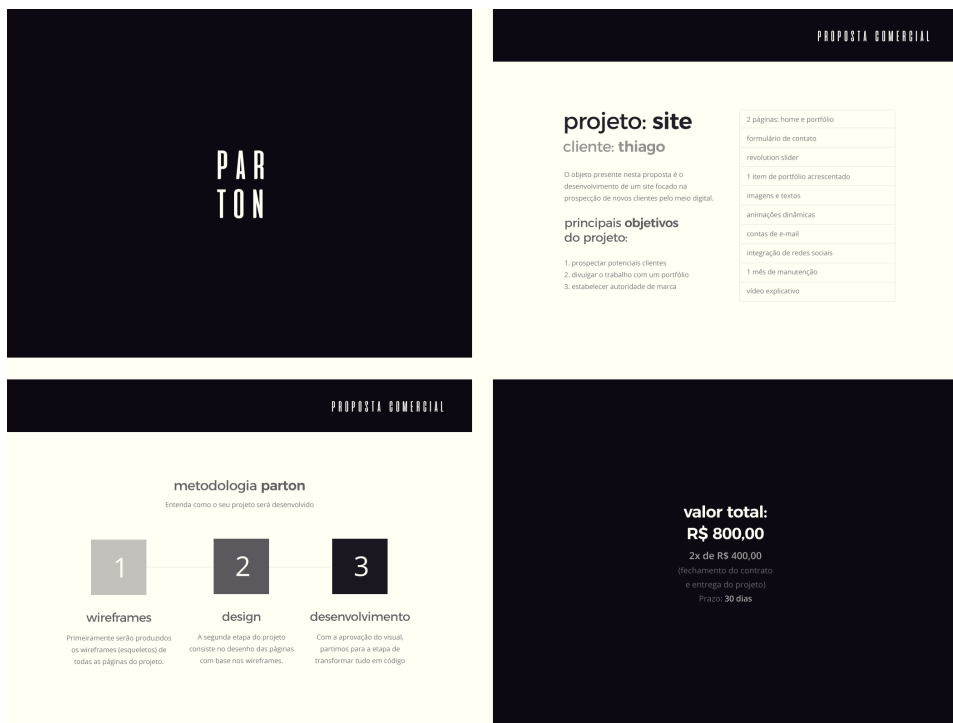 PAR
TON
PROPOSTA COMERCIAL
projeto: site
cliente: thiago
O objeto presente nesta proposta é o
desenvolvimento de um site focado na
prospecção de novos clientes pelo meio digital.
principais objetivos
do projeto:
1. prospectar potenciais clientes
2. divulgar o trabalho com um portfólio
3. estabelecer autoridade de marca
2 páginas: home e portfólio
formulário de contato
revolution slider
1 item de portfólio acrescentado
imagens e textos
animações dinâmicas
contas de e-mail
integração de redes sociais
1 mês de manutenção
vídeo explicativo
PROPOSTA COMERCIAL
metodologia parton
Entenda como o seu projeto será desenvolvido
1
wireframes
Primeiramente serão produzidos
os wireframes (esqueletos) de
todas as páginas do projeto.
2
design
A segunda etapa do projeto
consiste no desenho das páginas
com base nos wireframes.
3
desenvolvimento
Com a aprovação do visual,
partimos para a etapa de
transformar tudo em código
valor total:
R$ 800,00
2x de R$ 400,00
(fechamento do contrato
e entrega do projeto)
Prazo: 30 dias